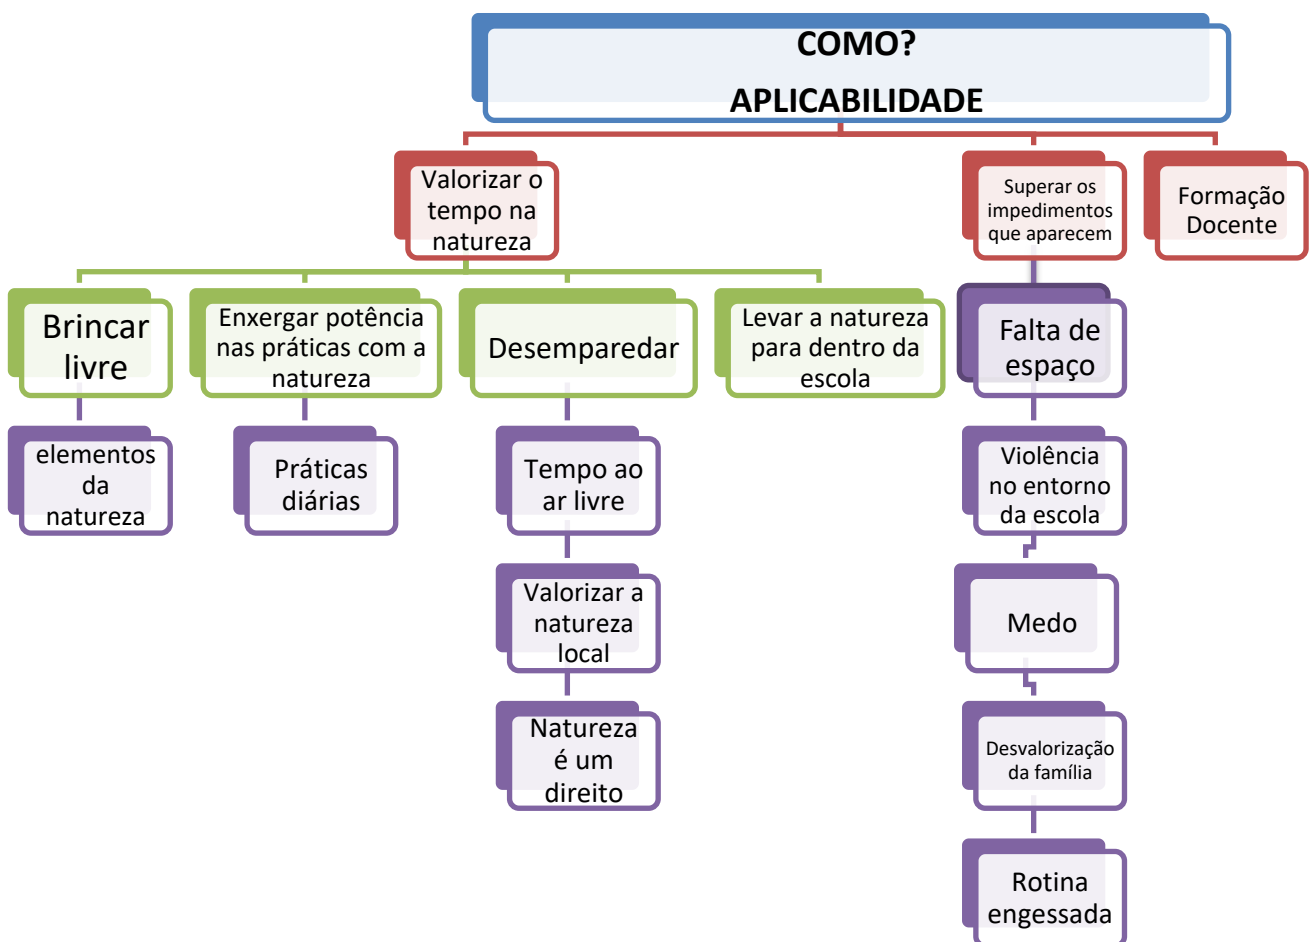 COMO?
APLICABILIDADE
Valorizar o
tempo na
natureza
Superar os
impedimentos
que aparecem
Formação
Docente
Brincar
livre
Enxergar potência
nas práticas com a
natureza
Desemparedar
Levar a natureza
para dentro da
escola
Falta de
espaço
elementos
da
natureza
Práticas
diárias
Tempo ao
ar livre
Violência
no entorno
da escola
Valorizar a
natureza
local
Medo
Natureza
é um
direito
Desvalorização
da família
Rotina
engessada